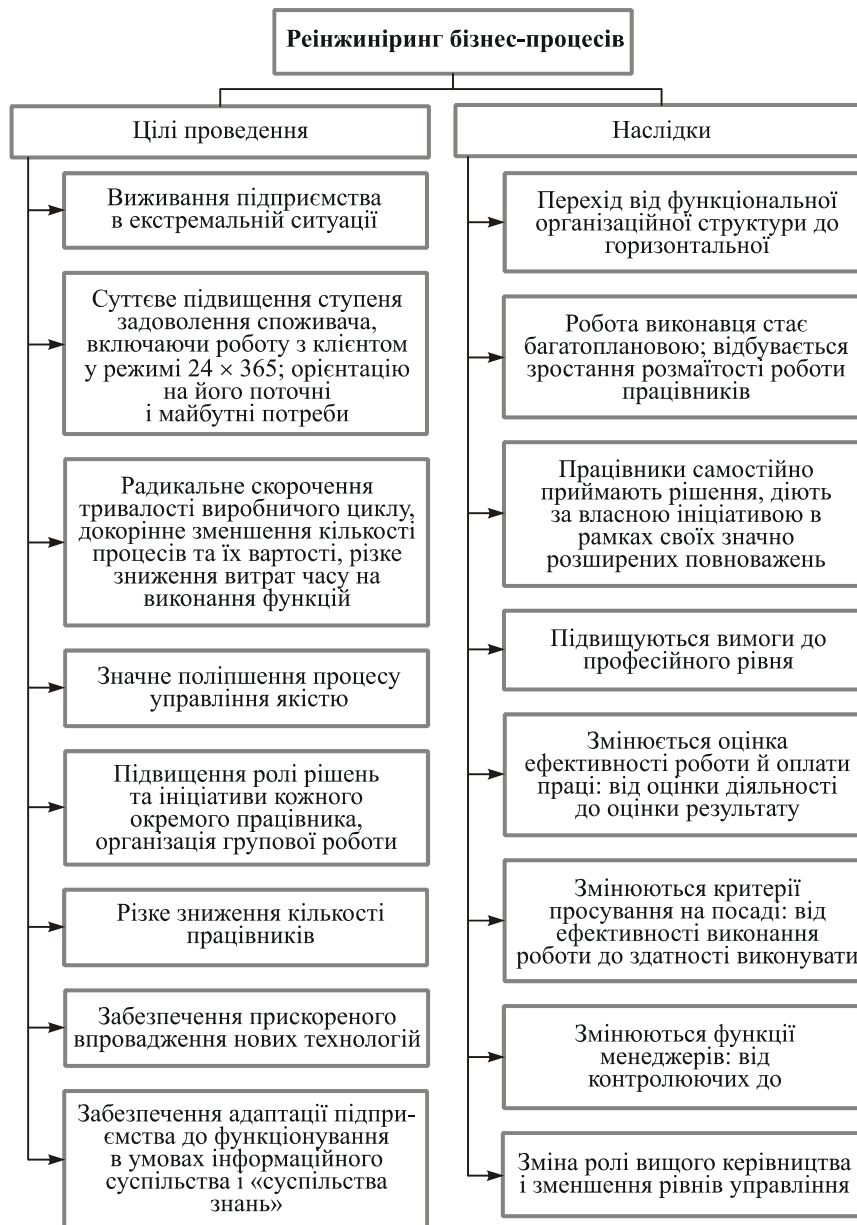 Реінжиніринг бізнес-процесів
Цілі проведення
Виживання підприємства
в екстремальній ситуації
Суттєве підвищення ступеня
задоволення споживача,
включаючи роботу з клієнтом
у режимі 24 × 365; орієнтацію
на його поточні
і майбутні потреби
Радикальне скорочення
тривалості виробничого циклу,
докорінне зменшення кількості
процесів та їх вартості, різке
зниження витрат часу на
виконання функцій
Значне поліпшення процесу
управління якістю
Підвищення ролі рішень
та ініціативи кожного
окремого працівника,
організація групової роботи
Різке зниження кількості
працівників
Забезпечення прискореного
впровадження нових технологій
Забезпечення адаптації підпри-
ємства до функціонування
в умовах інформаційного
суспільства і «суспільства
знань»
Наслідки
Перехід від функціональної
організаційної структури до
горизонтальної
Робота виконавця стає
багатоплановою; відбувається
зростання розмаїтості роботи
працівників
Працівники самостійно
приймають рішення, діють
за власною ініціативою в
рамках своїх значно
розширених повноважень
Підвищуються вимоги до
професійного рівня
Змінюється оцінка
ефективності роботи й оплати
праці: від оцінки діяльності
до оцінки результату
Змінюються критерії
просування на посаді: від
ефективності виконання
роботи до здатності виконувати
Змінюються функції
менеджерів: від
контролюючих до
Зміна ролі вищого керівництва
і зменшення рівнів управління